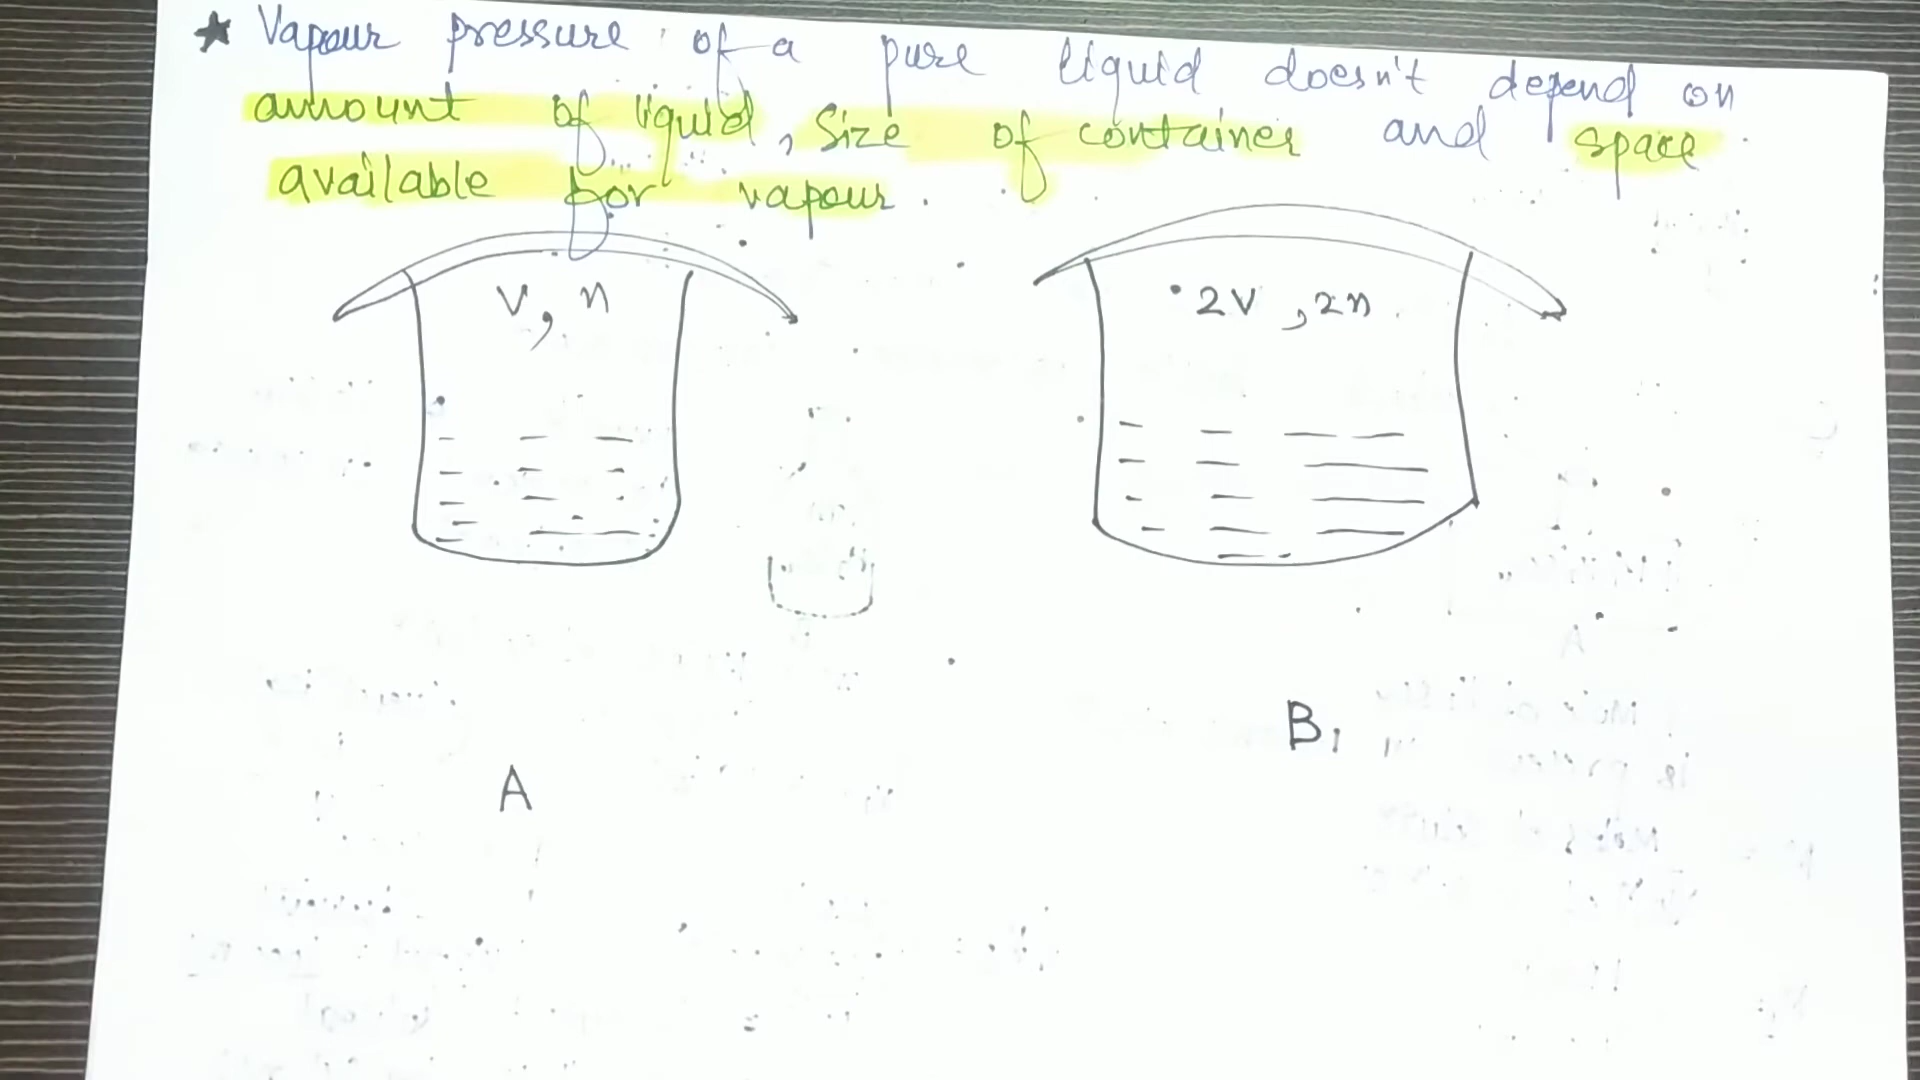 ★ Vapour pressure of a pure liquid doesn't depend on
amount of liquid, Size of container and space
available for vapour.
V, n
2V, 2n
A
B